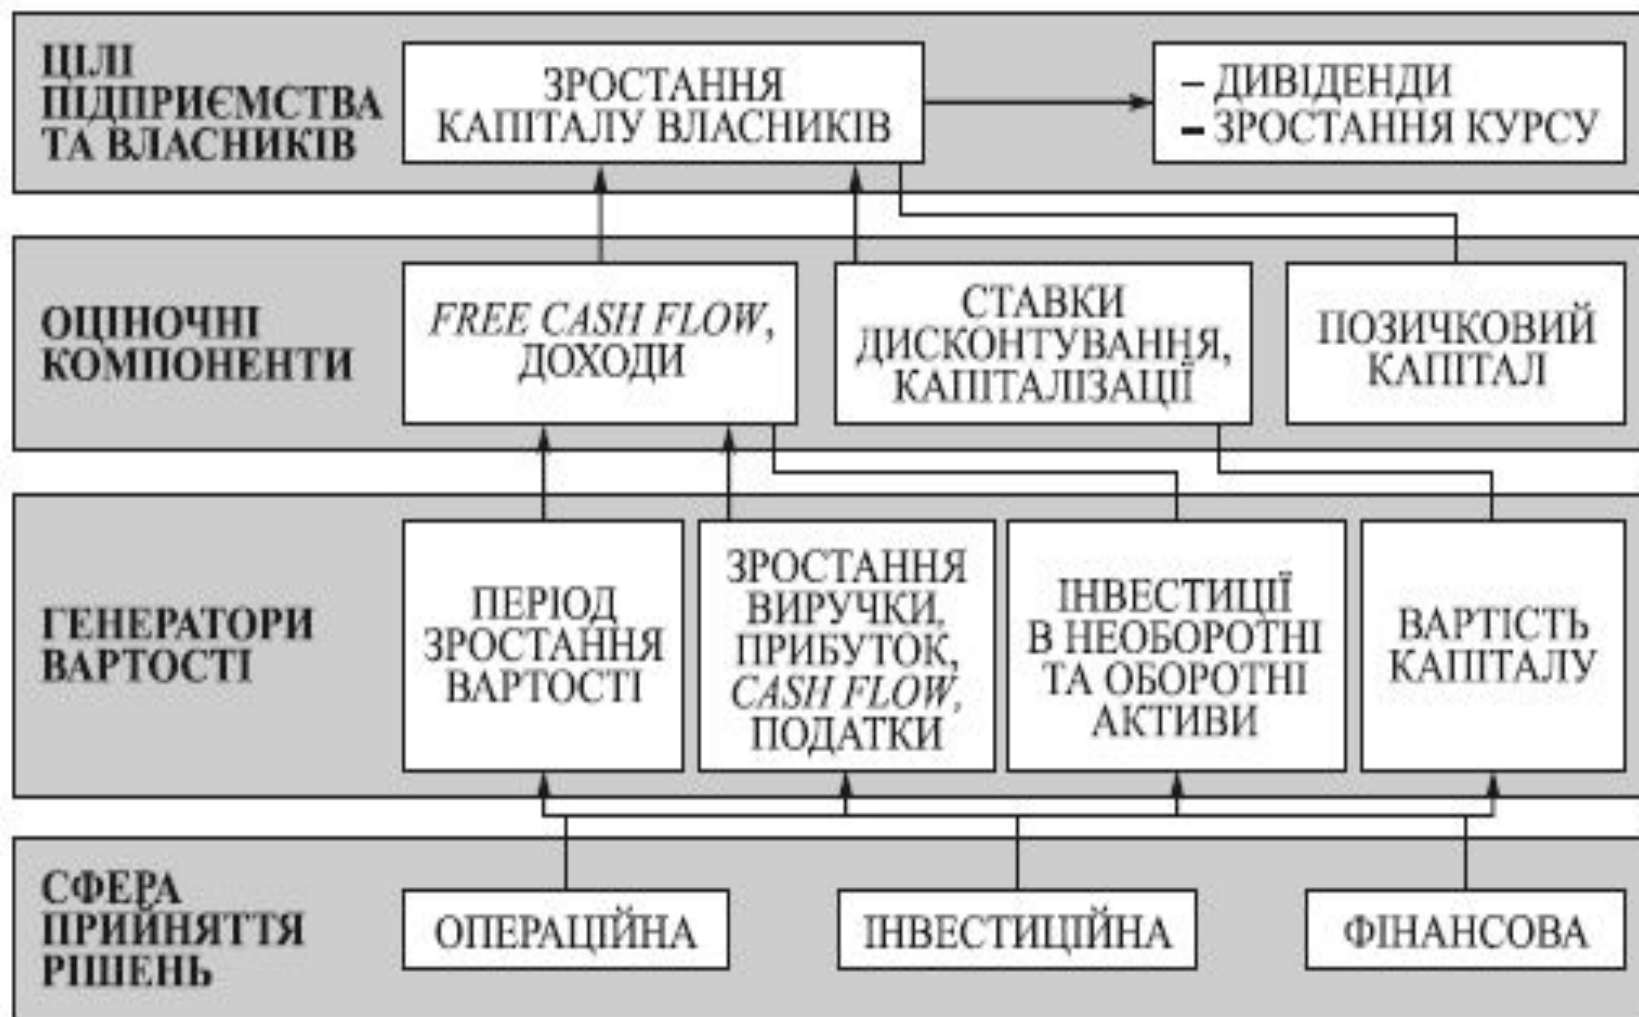 ЦІЛІ
ПІДПРИЄМСТВА
ТА ВЛАСНИКІВ
ЗРОСТАННЯ
КАПІТАЛУ ВЛАСНИКІВ
– ДИВІДЕНДИ
– ЗРОСТАННЯ КУРСУ
ОЦІНОЧНІ
КОМПОНЕНТИ
FREE CASH FLOW,
ДОХОДИ
СТАВКИ
ДИСКОНТУВАННЯ,
КАПІТАЛІЗАЦІЇ
ПОЗИЧКОВИЙ
КАПІТАЛ
ГЕНЕРАТОРИ
ВАРТОСТІ
ПЕРІОД
ЗРОСТАННЯ
ВАРТОСТІ
ЗРОСТАННЯ
ВИРУЧКИ,
ПРИБУТОК,
CASH FLOW,
ПОДАТКИ
ІНВЕСТИЦІЇ
В НЕОБОРОТНІ
ТА ОБОРОТНІ
АКТИВИ
ВАРТІСТЬ
КАПІТАЛУ
СФЕРА
ПРИЙНЯТТЯ
РІШЕНЬ
ОПЕРАЦІЙНА
ІНВЕСТИЦІЙНА
ФІНАНСОВА